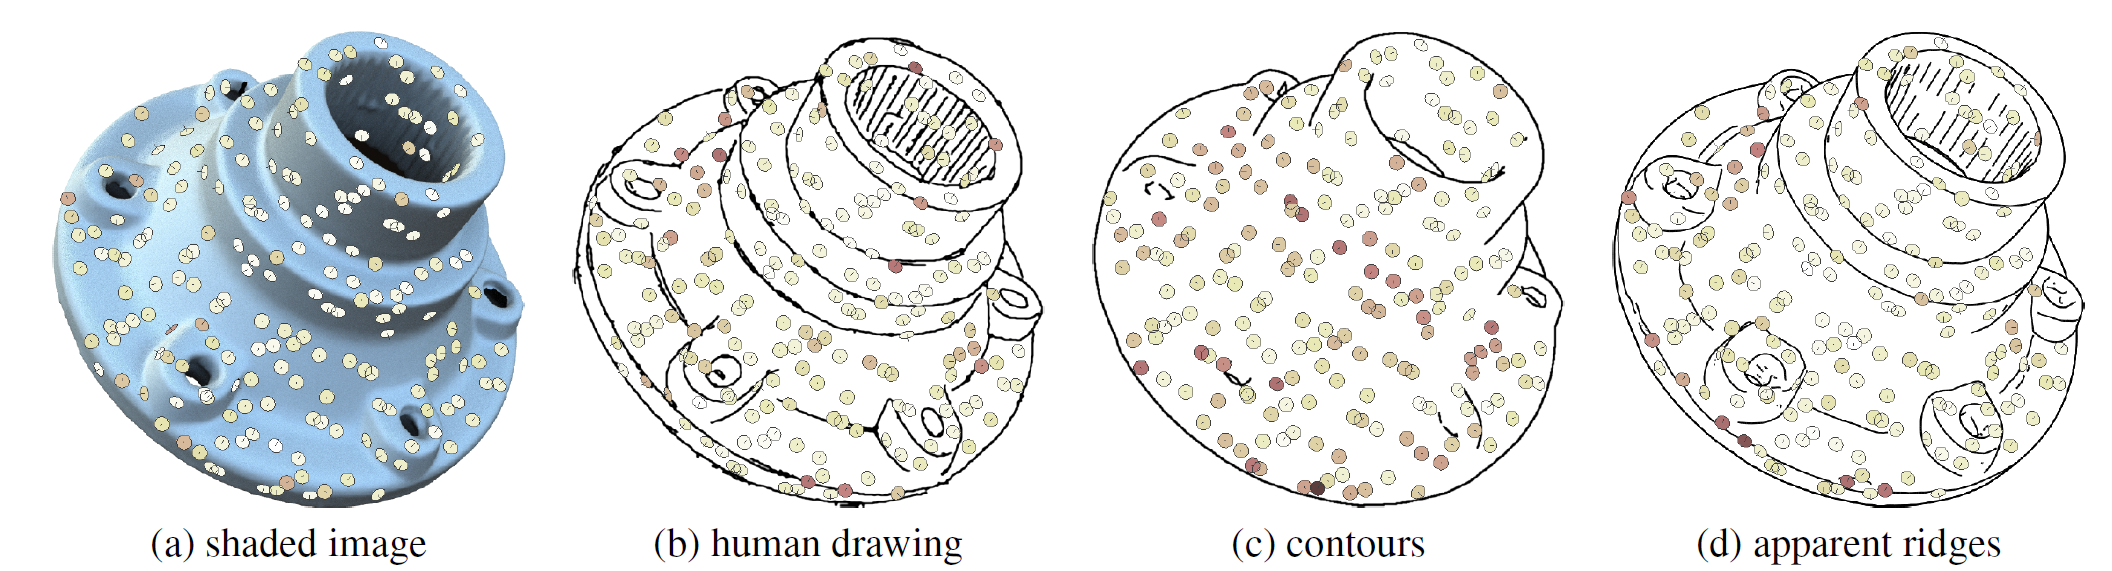 (a) shaded image
(b) human drawing
(c) contours
(d) apparent ridges